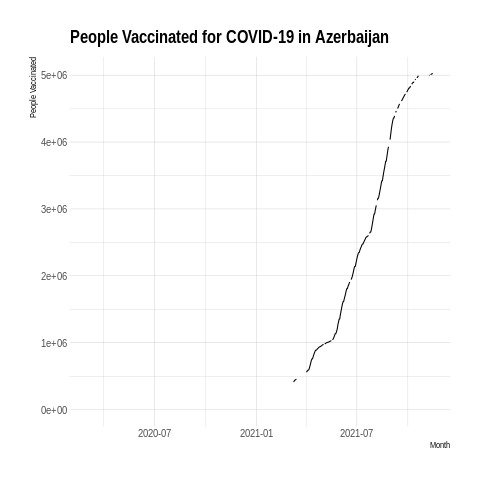 People Vaccinated for COVID-19 in Azerbaijan
People Vaccinated
5e+06
4e+06
3e+06
2e+06
1e+06
0e+00
2020-07
2021-01
2021-07
Month